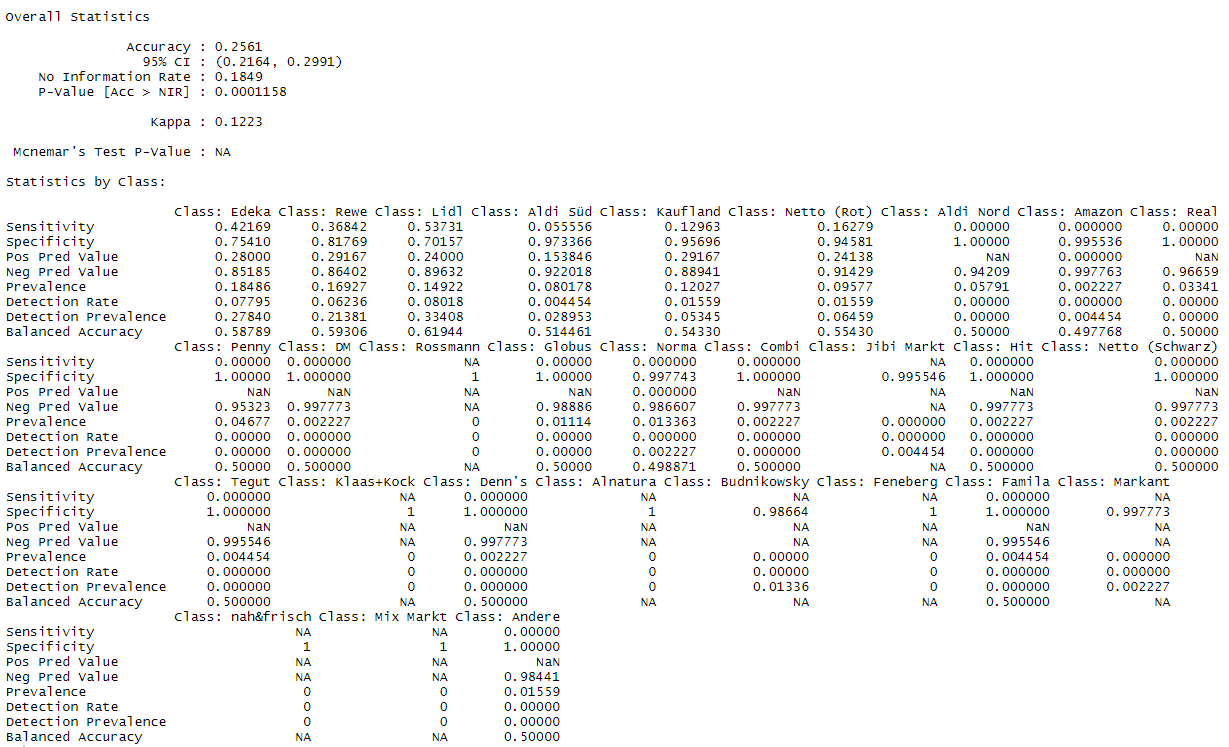 Overall Statistics
Accuracy : 0.2561
95% CI : (0.2164, 0.2991)
No Information Rate : 0.1849
P-Value [Acc > NIR] : 0.0001158
Kappa : 0.1223
Mcnemar's Test P-Value : NA
Statistics by Class:
Class: Edeka Class: Rewe Class: Lidl Class: Aldi Süd Class: Kaufland Class: Netto (Rot) Class: Aldi Nord Class: Amazon Class: Real
Sensitivity 0.42169 0.36842 0.53731 0.055556 0.12963 0.16279 0.00000 0.000000 0.00000
Specificity 0.75410 0.81769 0.70157 0.973366 0.95696 0.94581 1.00000 0.995536 1.00000
Pos Pred Value 0.28000 0.29167 0.24000 0.153846 0.29167 0.24138 NaN 0.000000 NaN
Neg Pred Value 0.85185 0.86402 0.89632 0.922018 0.88941 0.91429 0.94209 0.997763 0.96659
Prevalence 0.18486 0.16927 0.14922 0.080178 0.12027 0.09577 0.05791 0.002227 0.03341
Detection Rate 0.07795 0.06236 0.08018 0.004454 0.01559 0.01559 0.00000 0.000000 0.00000
Detection Prevalence 0.27840 0.21381 0.33408 0.028953 0.05345 0.06459 0.00000 0.004454 0.00000
Balanced Accuracy 0.58789 0.59306 0.61944 0.514461 0.54330 0.55430 0.50000 0.497768 0.50000
Class: Penny Class: DM Class: Rossmann Class: Globus Class: Norma Class: Combi Class: Jibi Markt Class: Hit Class: Netto (Schwarz)
Sensitivity 0.00000 0.000000 NA 0.00000 0.000000 0.000000 NA 0.000000 0.000000
Specificity 1.00000 1.000000 1 1.00000 0.997743 1.000000 0.995546 1.000000 1.000000
Pos Pred Value NaN NaN NA NaN 0.000000 NaN NA NaN NaN
Neg Pred Value 0.95323 0.997773 NA 0.98886 0.986607 0.997773 NA 0.997773 0.997773
Prevalence 0.04677 0.002227 0 0.01114 0.013363 0.002227 0.000000 0.002227 0.002227
Detection Rate 0.00000 0.000000 0 0.00000 0.000000 0.000000 0.000000 0.000000 0.000000
Detection Prevalence 0.00000 0.000000 0 0.00000 0.002227 0.000000 0.004454 0.000000 0.000000
Balanced Accuracy 0.50000 0.500000 NA 0.50000 0.498871 0.500000 NA 0.500000 0.500000
Class: Tegut Class: Klaas+Kock Class: Denn's Class: Alnatura Class: Budnikowsky Class: Feneberg Class: Famila Class: Markant
Sensitivity 0.000000 NA 0.000000 NA NA NA 0.000000 NA
Specificity 1.000000 1 1.000000 1 0.98664 1 1.000000 0.997773
Pos Pred Value NaN NA NaN NA NA NA NaN NA
Neg Pred Value 0.995546 NA 0.997773 NA NA NA 0.995546 NA
Prevalence 0.004454 0 0.002227 0 0.00000 0 0.004454 0.000000
Detection Rate 0.000000 0 0.000000 0 0.00000 0 0.000000 0.000000
Detection Prevalence 0.000000 0 0.000000 0 0.01336 0 0.000000 0.002227
Balanced Accuracy 0.500000 NA 0.500000 NA NA NA 0.500000 NA
Class: nah&frisch Class: Mix Markt Class: Andere
Sensitivity NA NA 0.00000
Specificity 1 1 1.00000
Pos Pred Value NA NA NaN
Neg Pred Value NA NA 0.98441
Prevalence 0 0 0.01559
Detection Rate 0 0 0.00000
Detection Prevalence 0 0 0.00000
Balanced Accuracy NA NA 0.50000